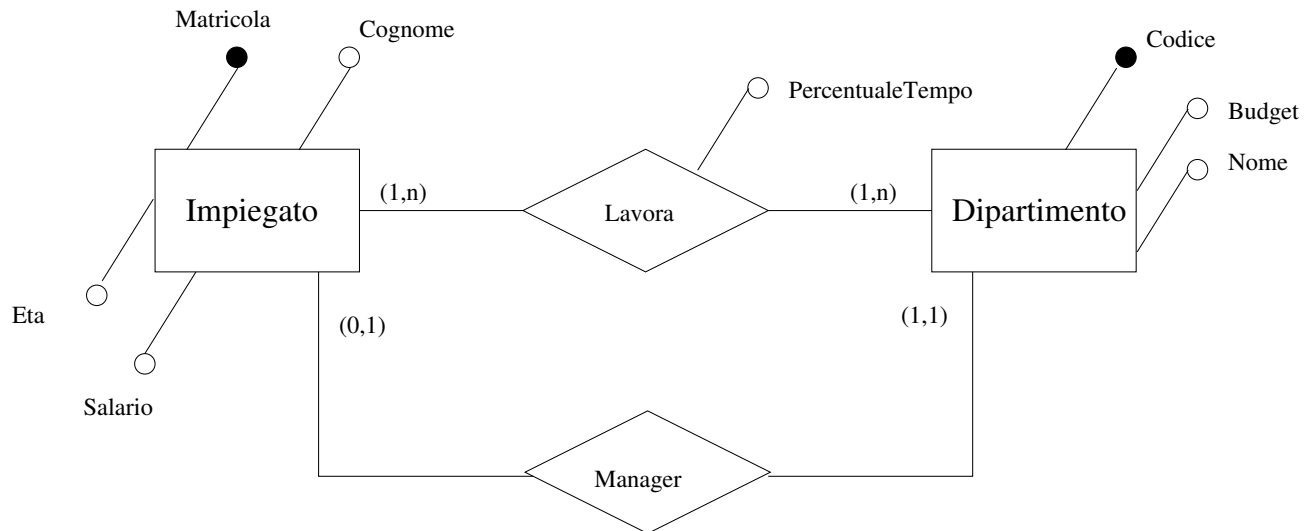 Matricola
Cognome
Codice
PercentualeTempo
Budget
Nome
(1,n)
(1,n)
Impiegato
Lavora
Dipartimento
Eta
(0,1)
(1,1)
Salario
Manager